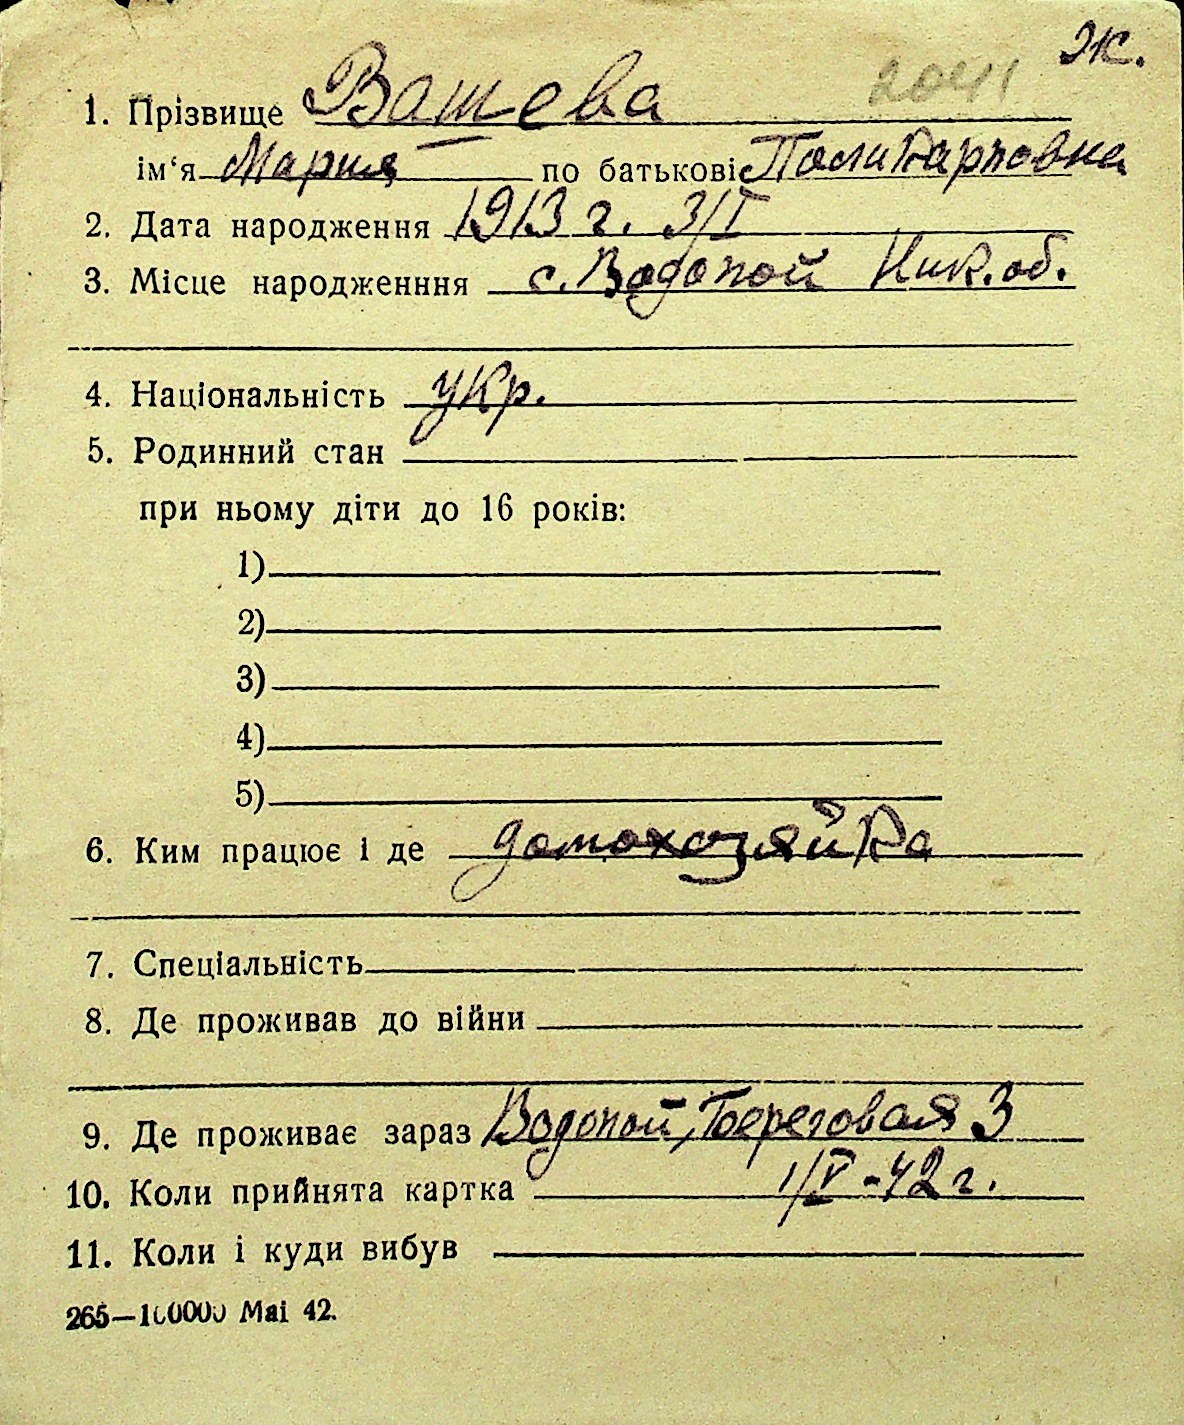 ж.
2041
1. Прізвище Вашева
ім‘я Мария по батькові Поликарповна
2. Дата народження 1913 г. 3/I
3. Місце народженння с. Водопой Ник. об.
4. Національність укр.
5. Родинний стан
при ньому діти до 16 років:
1)
2)
3)
4)
5)
6. Ким працює і де домохозяйка
7. Спеціальність
8. Де проживав до війни
9. Де проживає зараз Водопой, Береговая 3
10. Коли прийнята картка 1/V-42 г.
11. Коли і куди вибув
265—100000 Mai 42.